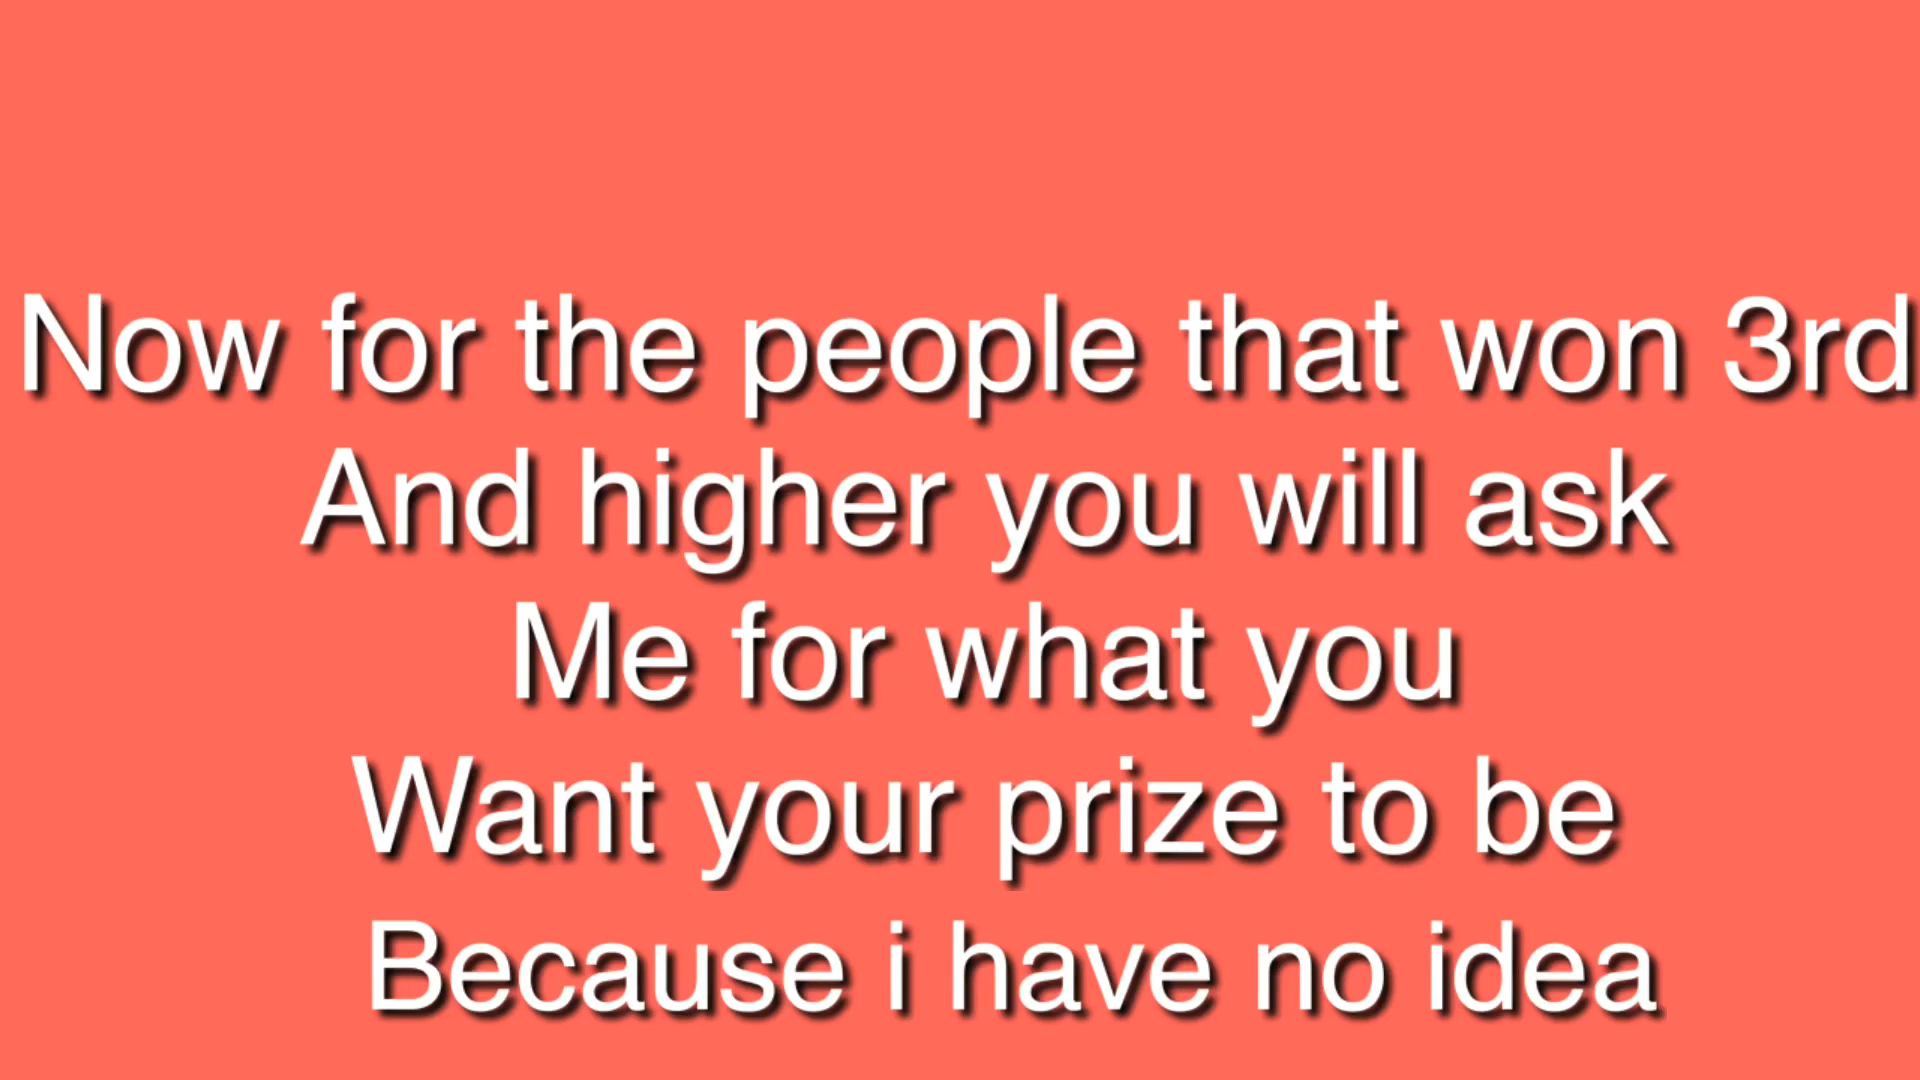 Now for the people that won 3rd
And higher you will ask
Me for what you
Want your prize to be
Because i have no idea